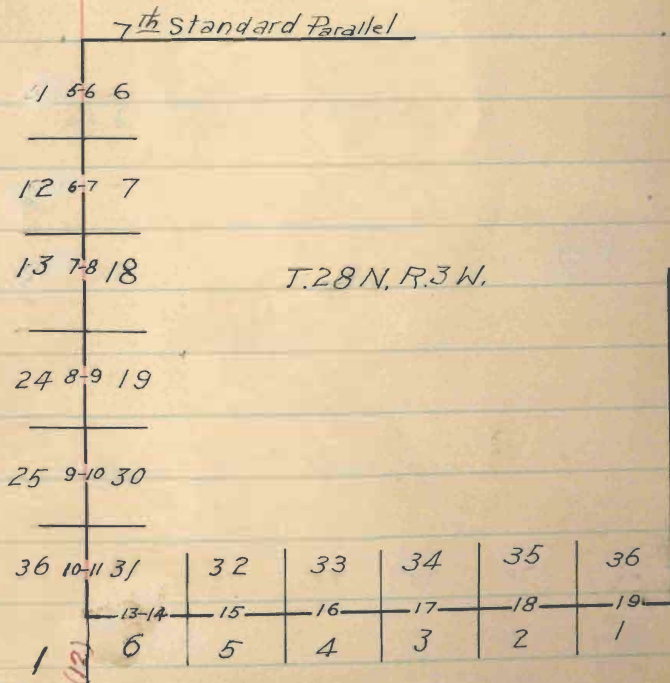 7th Standard Parallel
1 5-6 6
12 6-7 7
13 7-8 18
T.28 N, R.3 W.
24 8-9 19
25 9-10 30
36 10-11 31 32 33 34 35 36
13-14 15 16 17 18 19
1 (12) 6 5 4 3 2 1